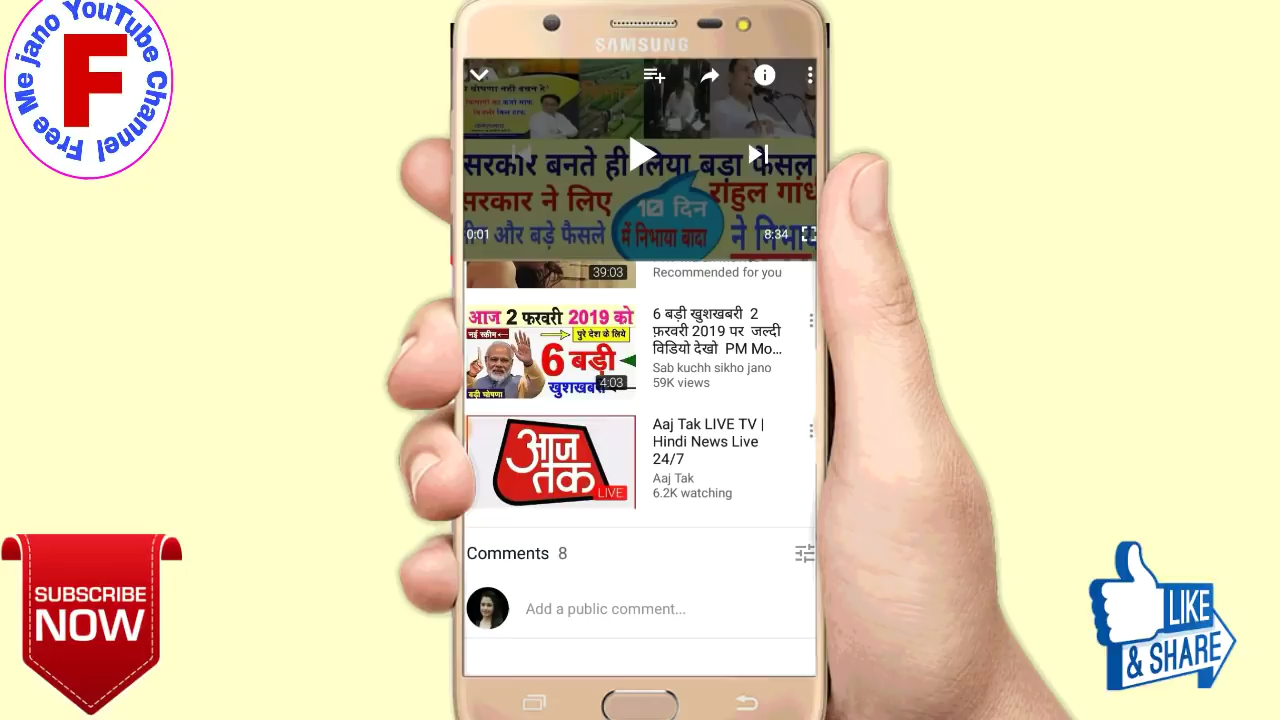 Free Me jano YouTube Channel
F
SAMSUNG
सरकार बनते ही लिया बड़ा फैसला
सरकार ने लिए
10 दिन
राहुल गां
और बड़े फैसले
में निभाया वादा
ने निभाय
0:01
8:34
39:03
Recommended for you
आज 2 फरवरी 2019 को
नई स्कीम
पुरे देश के लिये
6 बड़ी
4:03
बड़ी घोषणा
6 बड़ी खुशखबरी 2
फ़रवरी 2019 पर जल्दी
विडियो देखो PM Mo...
Sab kuchh sikho jano
59K views
आज
तक
LIVE
Aaj Tak LIVE TV |
Hindi News Live
24/7
Aaj Tak
6.2K watching
Comments 8
Add a public comment...
SUBSCRIBE
NOW
LIKE
& SHARE